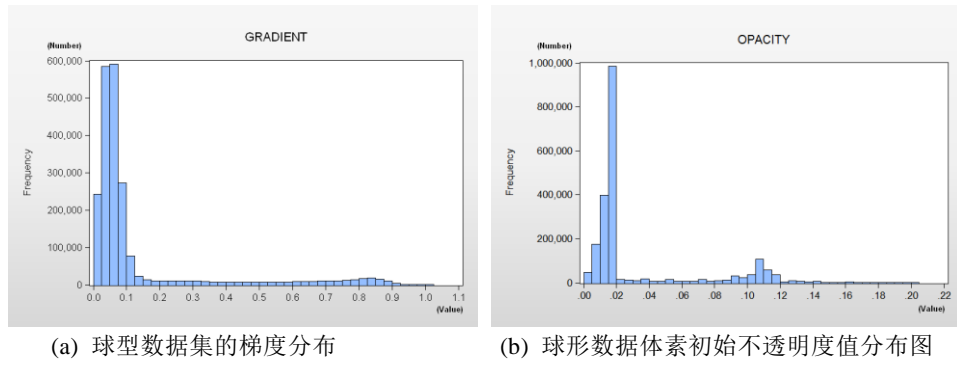 GRADIENT
(Number)
600,000
500,000
400,000
300,000
200,000
100,000
0
Frequency
0.0 0.1 0.2 0.3 0.4 0.5 0.6 0.7 0.8 0.9 1.0 1.1
(Value)
(a) 球型数据集的梯度分布
OPACITY
(Number)
1,000,000
800,000
600,000
400,000
200,000
0
Frequency
.00 .02 .04 .06 .08 .10 .12 .14 .16 .18 .20 .22
(Value)
(b) 球形数据体素初始不透明度值分布图